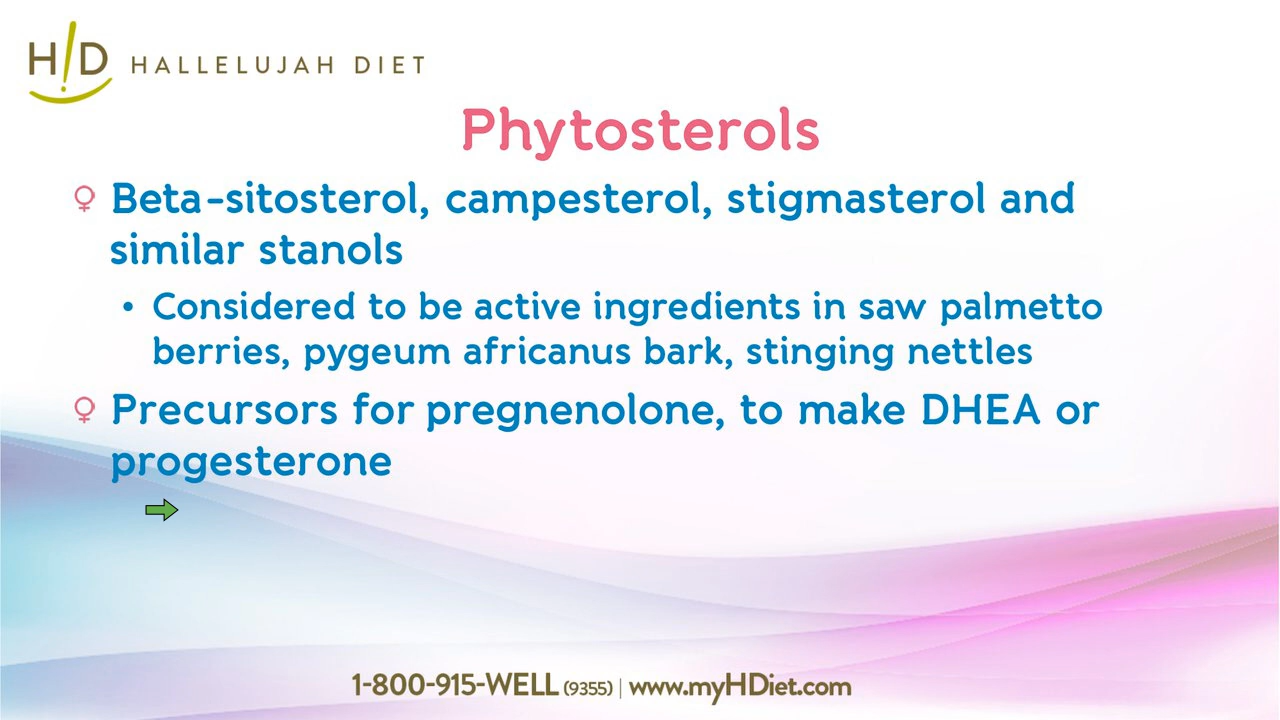 H!D HALLELUJAH DIET
Phytosterols
♀ Beta-sitosterol, campesterol, stigmasterol and
similar stanols
• Considered to be active ingredients in saw palmetto
berries, pygeum africanus bark, stinging nettles
♀ Precursors for pregnenolone, to make DHEA or
progesterone
1-800-915-WELL (9355) | www.myHDiet.com